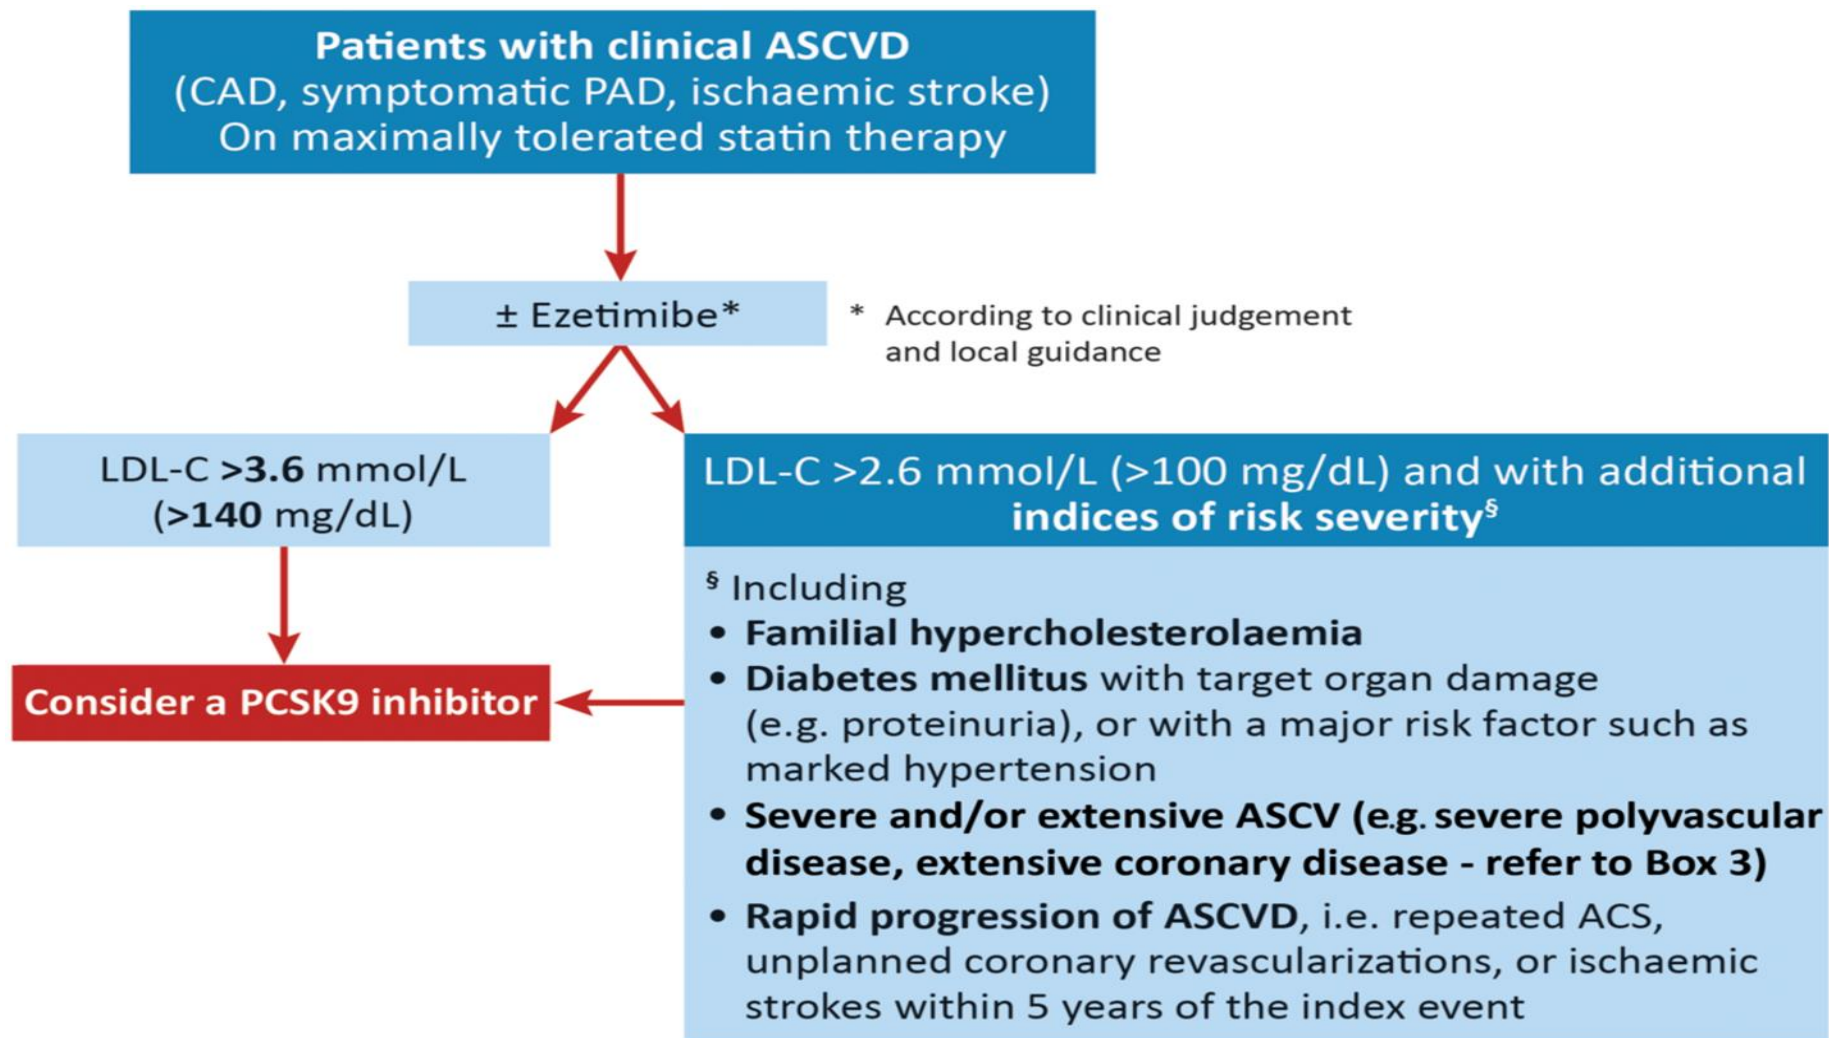 Patients with clinical ASCVD
(CAD, symptomatic PAD, ischaemic stroke)
On maximally tolerated statin therapy
± Ezetimibe*
* According to clinical judgement
and local guidance
LDL-C >3.6 mmol/L
(>140 mg/dL)
LDL-C >2.6 mmol/L (>100 mg/dL) and with additional
indices of risk severity§
§ Including
• Familial hypercholesterolaemia
• Diabetes mellitus with target organ damage
(e.g. proteinuria), or with a major risk factor such as
marked hypertension
• Severe and/or extensive ASCV (e.g. severe polyvascular
disease, extensive coronary disease - refer to Box 3)
• Rapid progression of ASCVD, i.e. repeated ACS,
unplanned coronary revascularizations, or ischaemic
strokes within 5 years of the index event
Consider a PCSK9 inhibitor